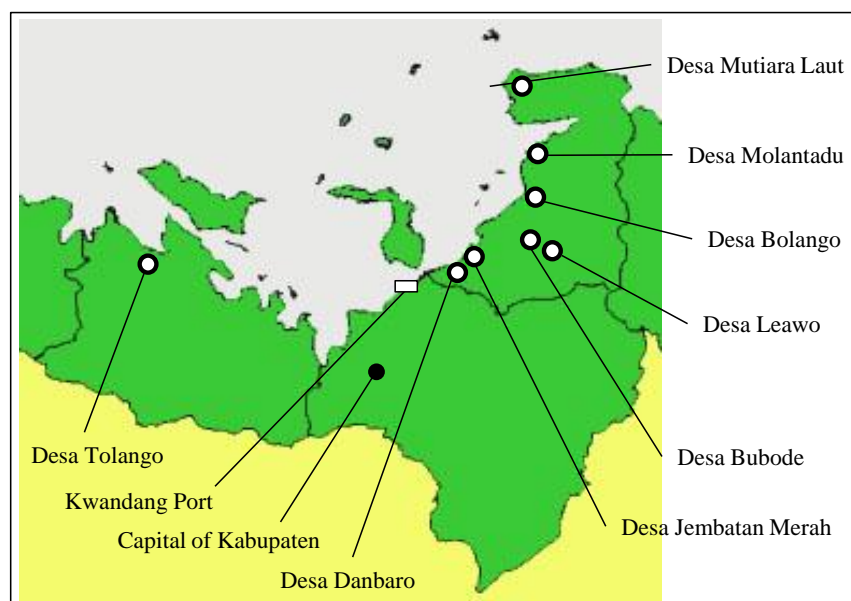 Desa Mutiara Laut
Desa Molantadu
Desa Bolango
Desa Leawo
Desa Tolango
Desa Bubode
Kwandang Port
Desa Jembatan Merah
Capital of Kabupaten
Desa Danbaro